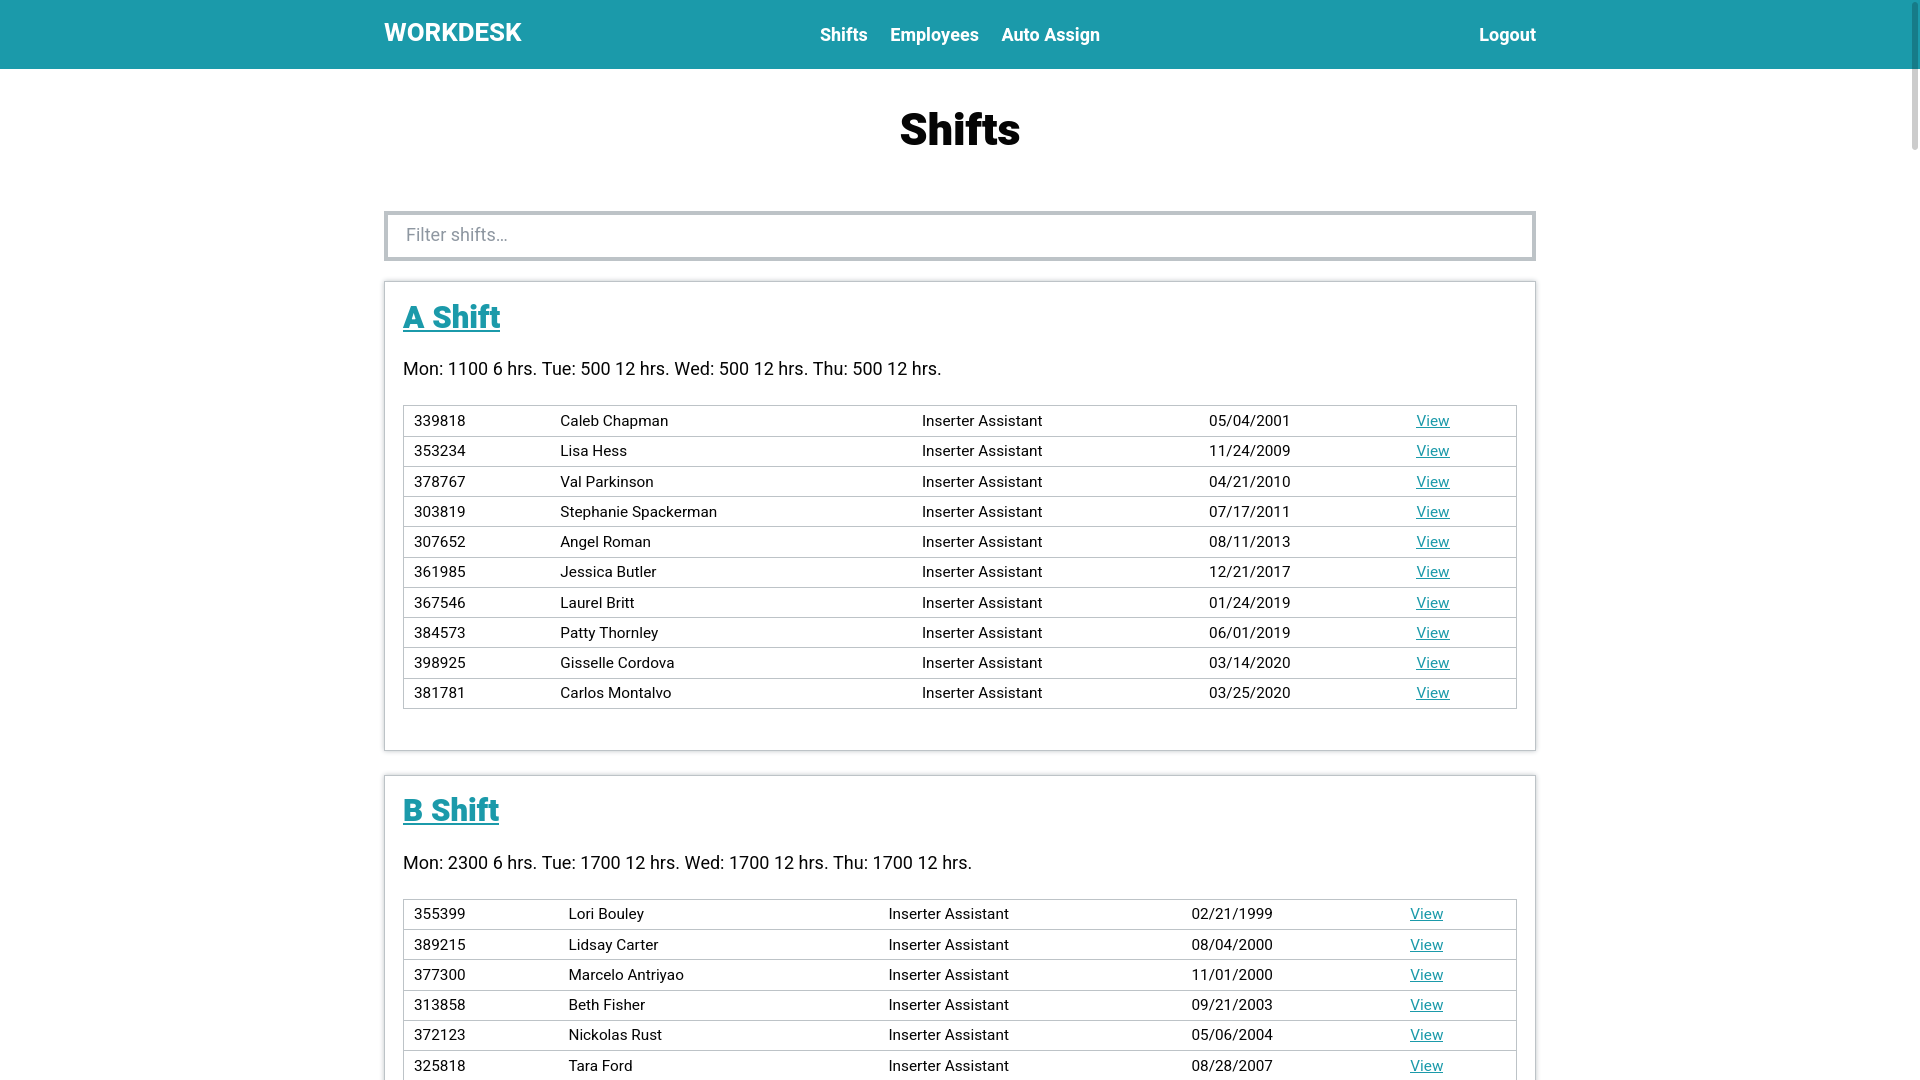 WORKDESK Shifts Employees Auto Assign Logout
Shifts
Filter shifts...
A Shift
Mon: 1100 6 hrs. Tue: 500 12 hrs. Wed: 500 12 hrs. Thu: 500 12 hrs.
339818 Caleb Chapman Inserter Assistant 05/04/2001 View
353234 Lisa Hess Inserter Assistant 11/24/2009 View
378767 Val Parkinson Inserter Assistant 04/21/2010 View
303819 Stephanie Spackerman Inserter Assistant 07/17/2011 View
307652 Angel Roman Inserter Assistant 08/11/2013 View
361985 Jessica Butler Inserter Assistant 12/21/2017 View
367546 Laurel Britt Inserter Assistant 01/24/2019 View
384573 Patty Thornley Inserter Assistant 06/01/2019 View
398925 Gisselle Cordova Inserter Assistant 03/14/2020 View
381781 Carlos Montalvo Inserter Assistant 03/25/2020 View
B Shift
Mon: 2300 6 hrs. Tue: 1700 12 hrs. Wed: 1700 12 hrs. Thu: 1700 12 hrs.
355399 Lori Bouley Inserter Assistant 02/21/1999 View
389215 Lidsay Carter Inserter Assistant 08/04/2000 View
377300 Marcelo Antriyao Inserter Assistant 11/01/2000 View
313858 Beth Fisher Inserter Assistant 09/21/2003 View
372123 Nickolas Rust Inserter Assistant 05/06/2004 View
325818 Tara Ford Inserter Assistant 08/28/2007 View